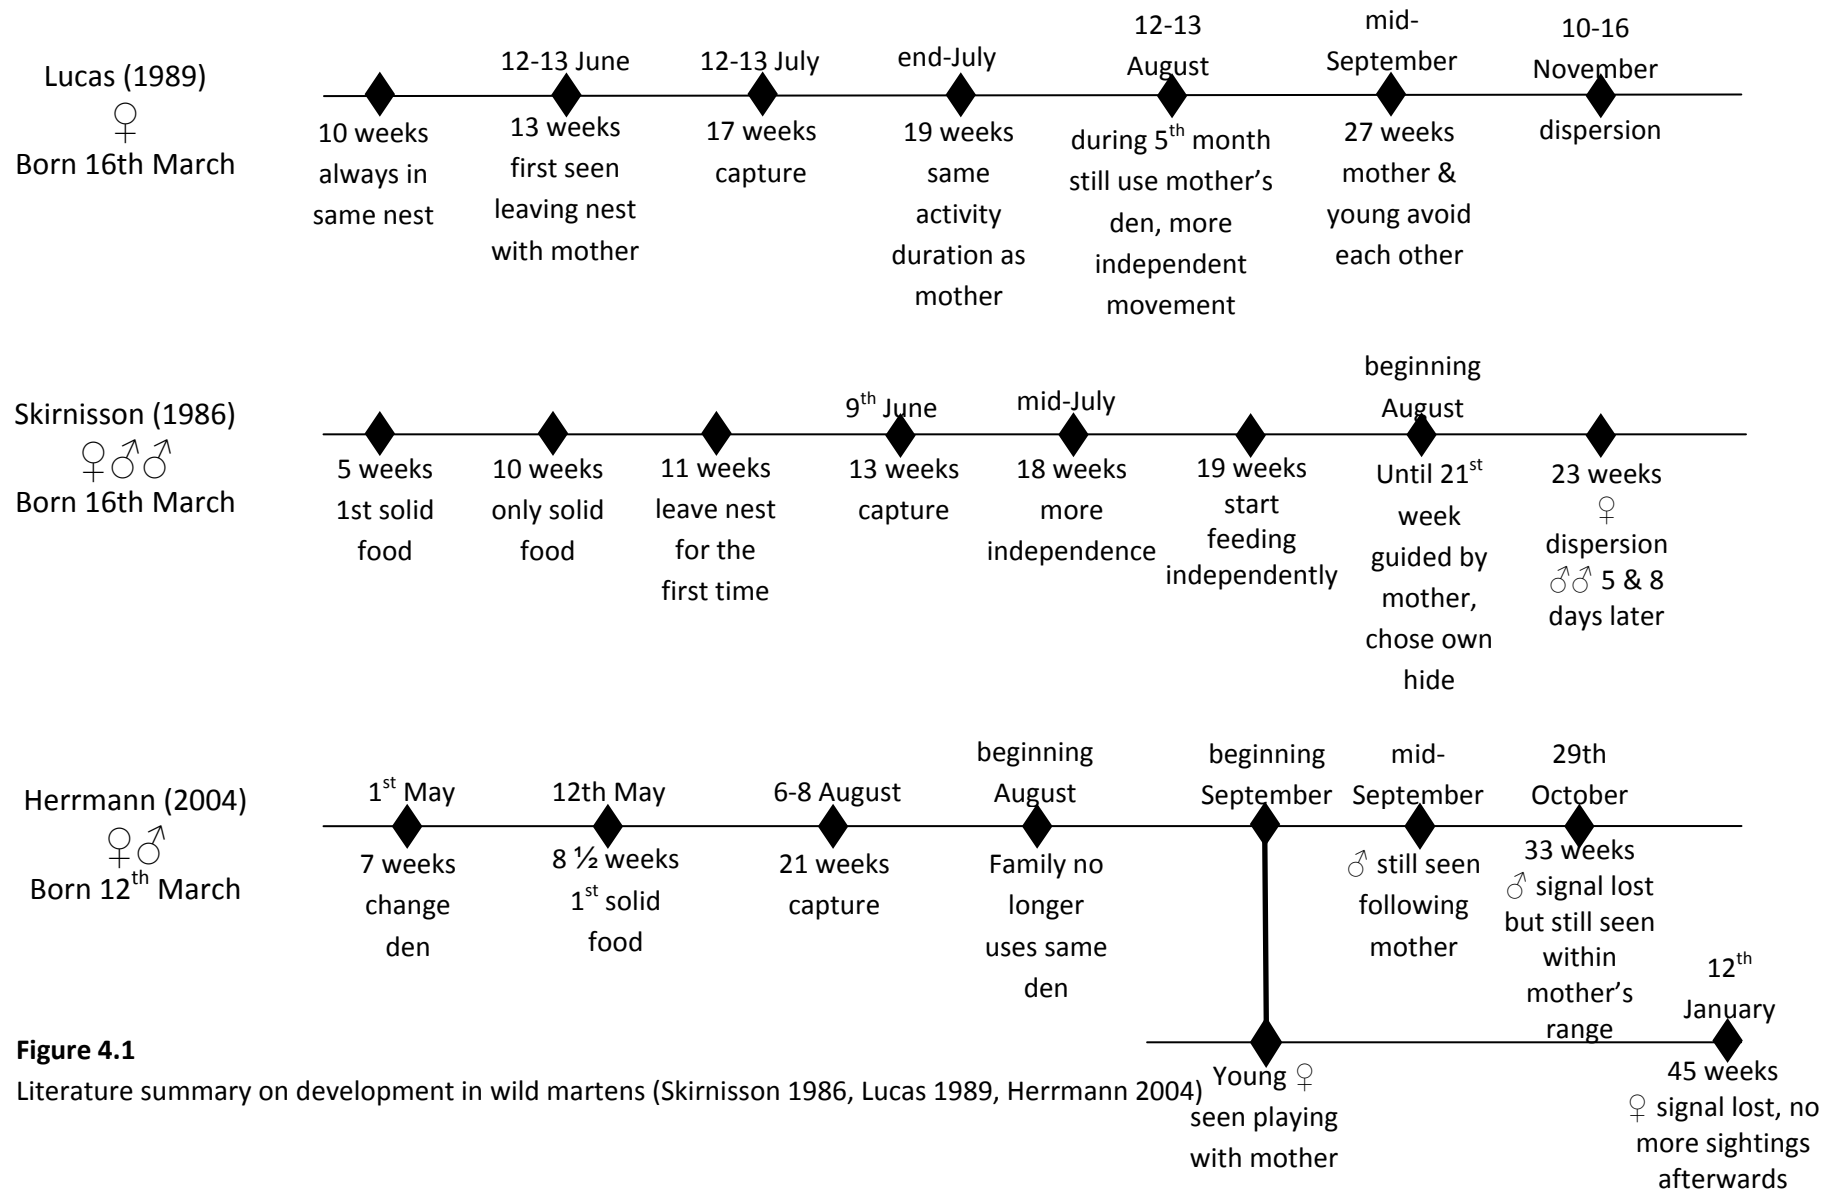 Lucas (1989)
♀
Born 16th March
12-13 June
12-13 July
end-July
12-13
August
mid-
September
10-16
November
10 weeks
always in
same nest
13 weeks
first seen
leaving nest
with mother
17 weeks
capture
19 weeks
same
activity
duration as
mother
during 5th month
still use mother's
den, more
independent
movement
27 weeks
mother &
young avoid
each other
dispersion
Skirnisson (1986)
♀♂♂
Born 16th March
9th June
mid-July
beginning
August
5 weeks
1st solid
food
10 weeks
only solid
food
11 weeks
leave nest
for the
first time
13 weeks
capture
18 weeks
more
independence
19 weeks
start
feeding
independently
Until 21st
week
guided by
mother,
chose own
hide
23 weeks
♀
dispersion
♂♂ 5 & 8
days later
Herrmann (2004)
♀♂
Born 12th March
1st May
12th May
6-8 August
beginning
August
beginning
September
mid-
September
29th
October
7 weeks
change
den
8 ½ weeks
1st solid
food
21 weeks
capture
Family no
longer
uses same
den
♂ still seen
following
mother
33 weeks
♂ signal lost
but still seen
within
mother's
range
12th
January
Young ♀
seen playing
with mother
45 weeks
♀ signal lost, no
more sightings
afterwards
Figure 4.1
Literature summary on development in wild martens (Skirnisson 1986, Lucas 1989, Herrmann 2004)